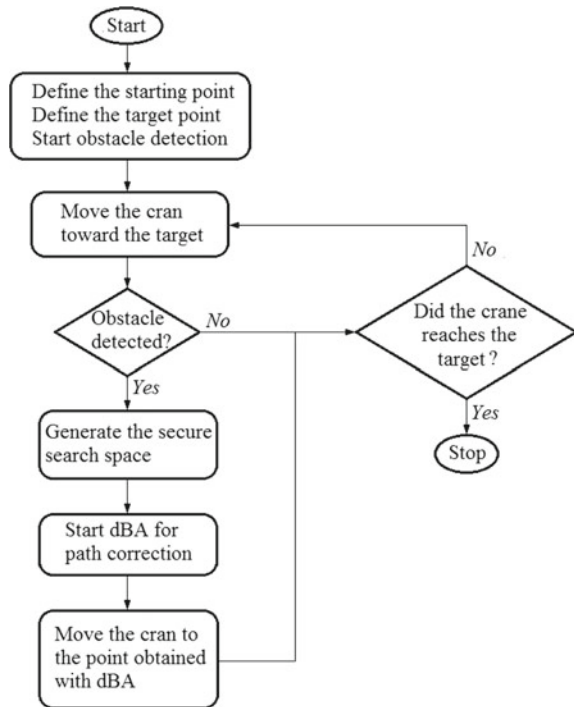 Start
Define the starting point
Define the target point
Start obstacle detection
Move the cran
toward the target
No
Obstacle
detected?
No
Did the crane
reaches the
target ?
Yes
Yes
Generate the secure
search space
Stop
Start dBA for
path correction
Move the cran to
the point obtained
with dBA